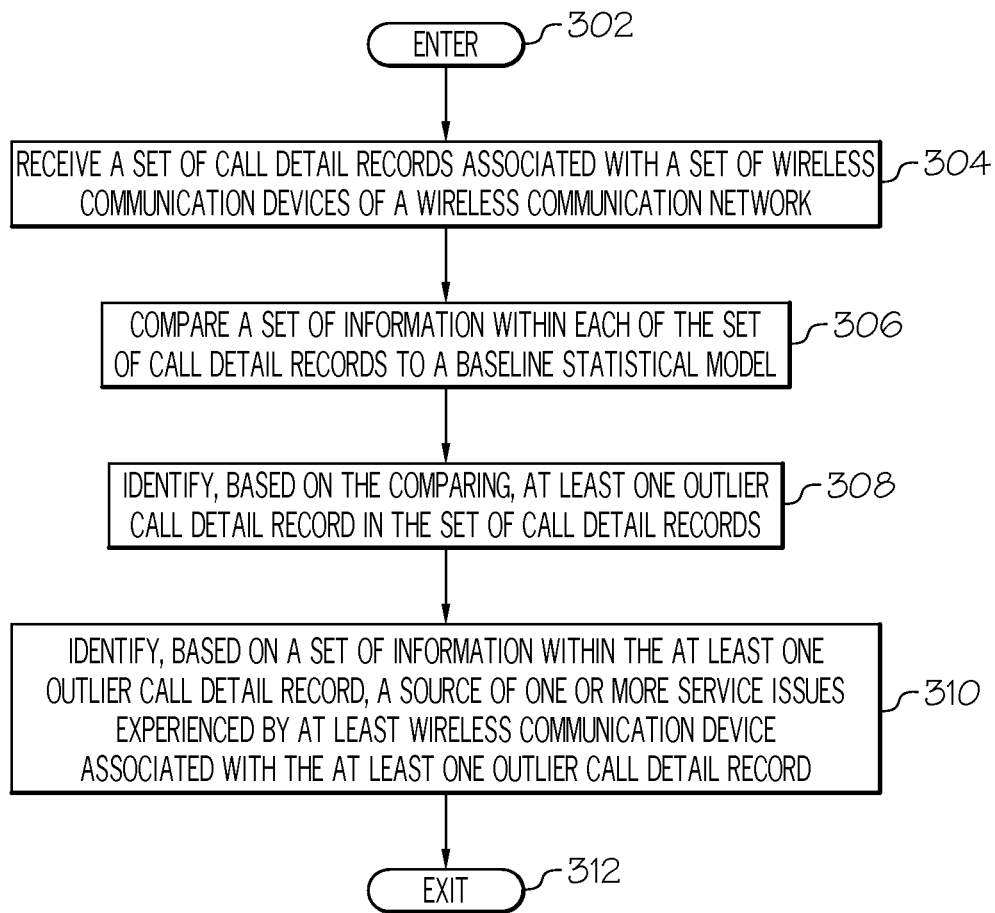 ENTER
302
RECEIVE A SET OF CALL DETAIL RECORDS ASSOCIATED WITH A SET OF WIRELESS
COMMUNICATION DEVICES OF A WIRELESS COMMUNICATION NETWORK
304
COMPARE A SET OF INFORMATION WITHIN EACH OF THE SET
OF CALL DETAIL RECORDS TO A BASELINE STATISTICAL MODEL
306
IDENTIFY, BASED ON THE COMPARING, AT LEAST ONE OUTLIER
CALL DETAIL RECORD IN THE SET OF CALL DETAIL RECORDS
308
IDENTIFY, BASED ON A SET OF INFORMATION WITHIN THE AT LEAST ONE
OUTLIER CALL DETAIL RECORD, A SOURCE OF ONE OR MORE SERVICE ISSUES
EXPERIENCED BY AT LEAST WIRELESS COMMUNICATION DEVICE
ASSOCIATED WITH THE AT LEAST ONE OUTLIER CALL DETAIL RECORD
310
EXIT
312